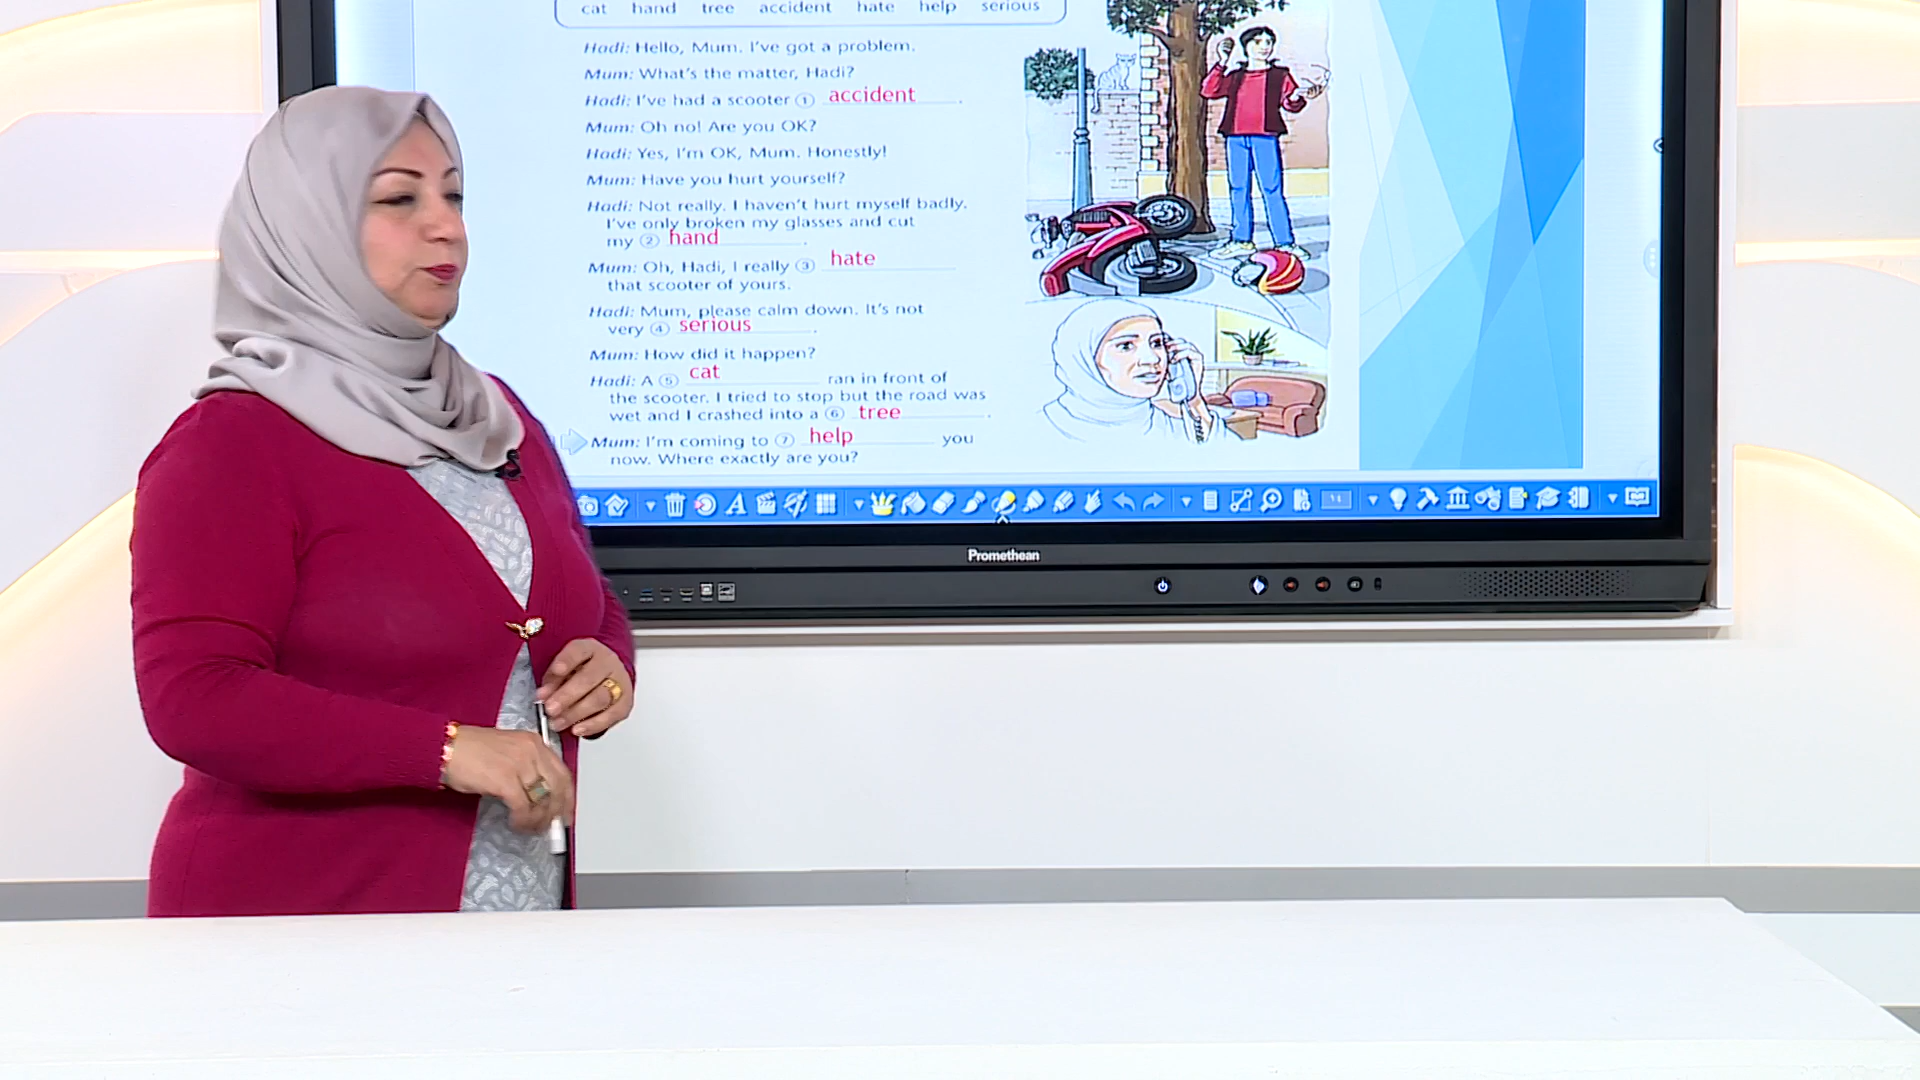 cat hand tree accident hate help serious
Hadi: Hello, Mum. I've got a problem.
Mum: What's the matter, Hadi?
Hadi: I've had a scooter ① accident .
Mum: Oh no! Are you OK?
Hadi: Yes, I'm OK, Mum. Honestly!
Mum: Have you hurt yourself?
Hadi: Not really. I haven't hurt myself badly.
I've only broken my glasses and cut
my ② hand .
Mum: Oh, Hadi, I really ③ hate
that scooter of yours.
Hadi: Mum, please calm down. It's not
very ④ serious .
Mum: How did it happen?
Hadi: A ⑤ cat ran in front of
the scooter. I tried to stop but the road was
wet and I crashed into a ⑥ tree .
Mum: I'm coming to ⑦ help you
now. Where exactly are you?
Promethean